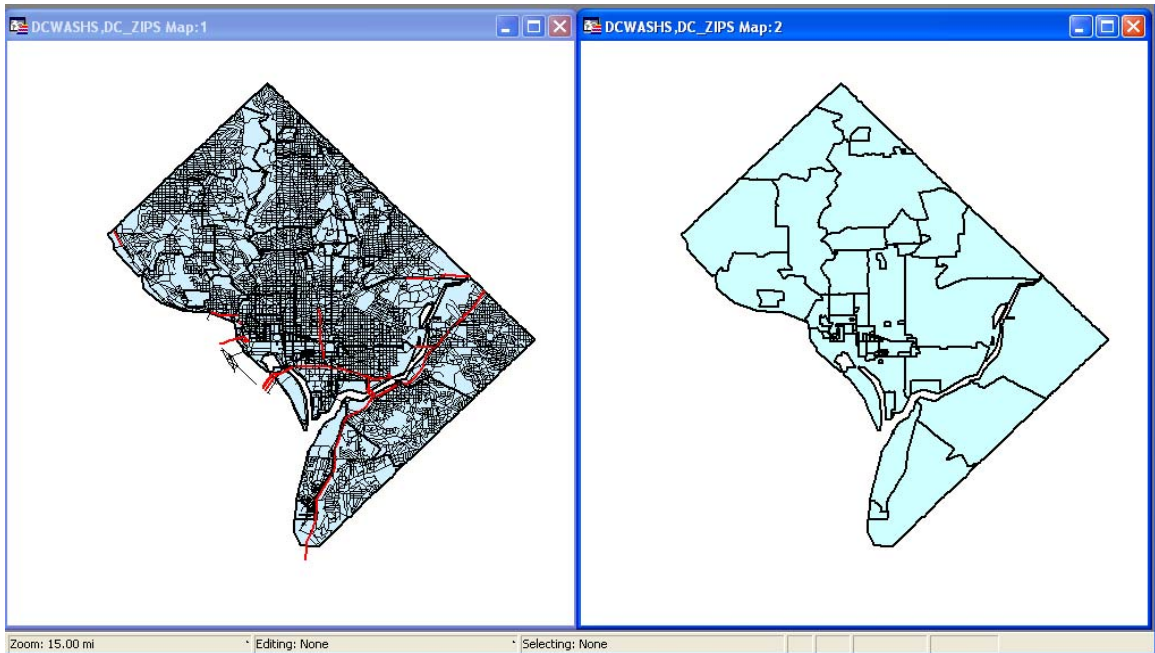 DCWASHS,DC_ZIPS Map:1
DCWASHS,DC_ZIPS Map:2
Zoom: 15.00 mi
Editing: None
Selecting: None